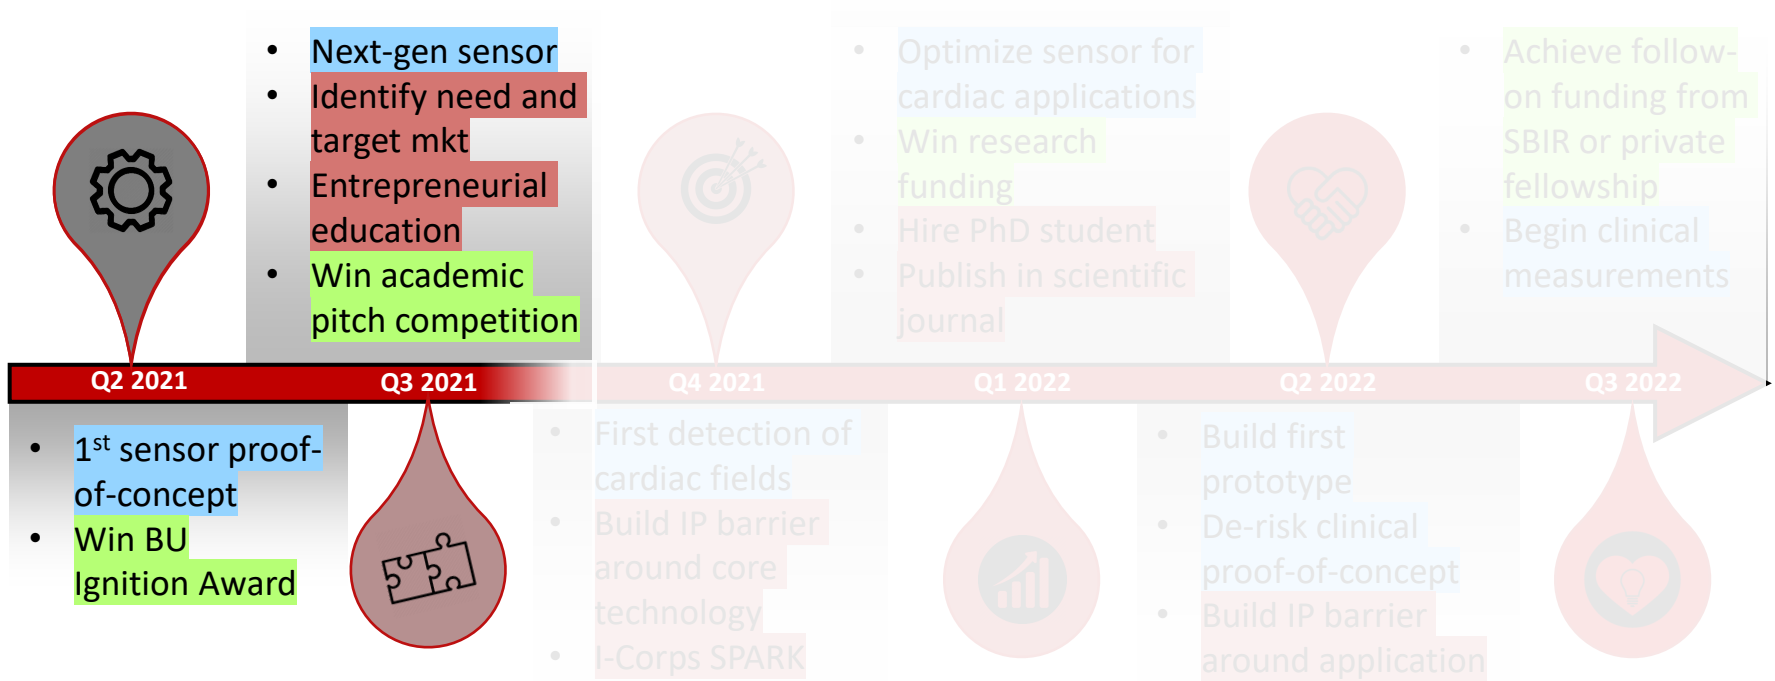 • Next-gen sensor
• Identify need and
target mkt
• Entrepreneurial
education
• Win academic
pitch competition
• Optimize sensor for
cardiac applications
• Win research
funding
• Hire PhD student
• Publish in scientific
journal
• Achieve follow-
on funding from
SBIR or private
fellowship
• Begin clinical
measurements
Q2 2021
Q3 2021
Q4 2021
Q1 2022
Q2 2022
Q3 2022
• 1st sensor proof-
of-concept
• Win BU
Ignition Award
• First detection of
cardiac fields
• Build IP barrier
around core
technology
• I-Corps SPARK
• Build first
prototype
• De-risk clinical
proof-of-concept
• Build IP barrier
around application